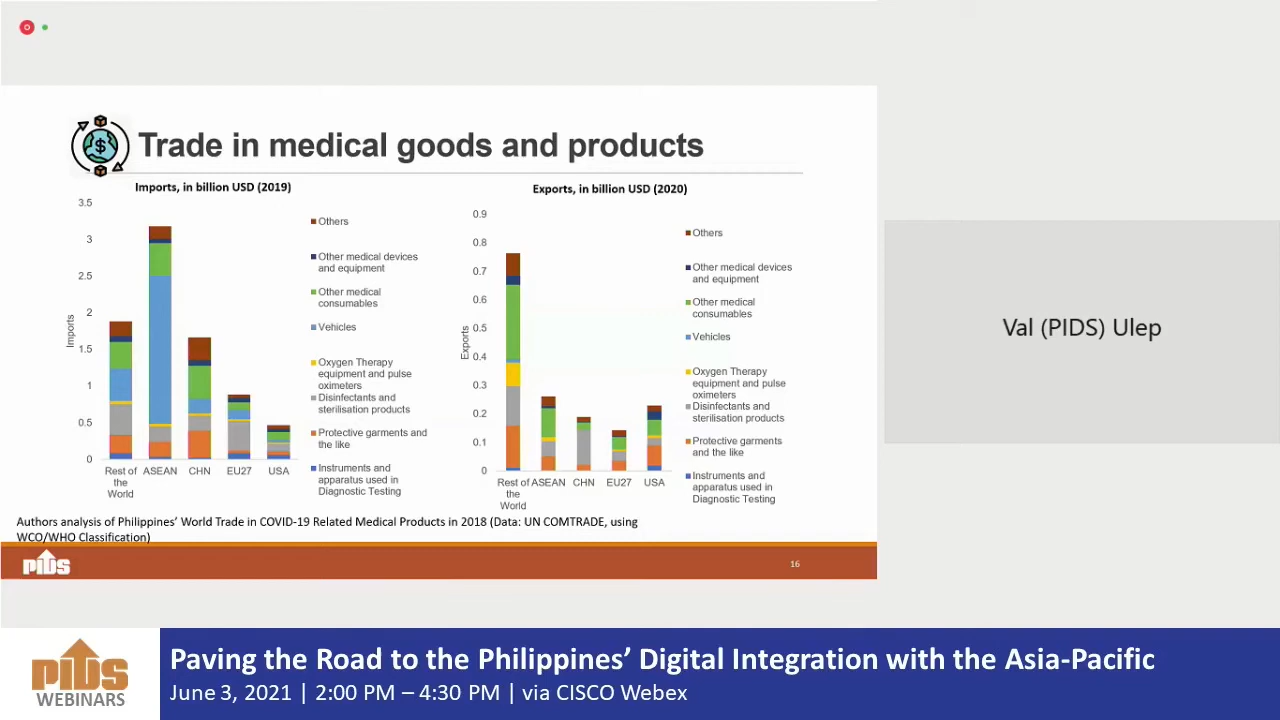 Trade in medical goods and products
Imports, in billion USD (2019)
3.5
3
2.5
2
1.5
1
0.5
0
Imports
Rest of
the
World
ASEAN
CHN
EU27
USA
Others
Other medical devices
and equipment
Other medical
consumables
Vehicles
Oxygen Therapy
equipment and pulse
oximeters
Disinfectants and
sterilisation products
Protective garments and
the like
Instruments and
apparatus used in
Diagnostic Testing
Exports, in billion USD (2020)
0.9
0.8
0.7
0.6
0.5
0.4
0.3
0.2
0.1
0
Exports
Rest of
the
World
ASEAN
CHN
EU27
USA
Others
Other medical devices
and equipment
Other medical
consumables
Vehicles
Oxygen Therapy
equipment and pulse
oximeters
Disinfectants and
sterilisation products
Protective garments
and the like
Instruments and
apparatus used in
Diagnostic Testing
Authors analysis of Philippines' World Trade in COVID-19 Related Medical Products in 2018 (Data: UN COMTRADE, using
WCO/WHO Classification)
PIDS
16
Val (PIDS) Ulep
PIDS
WEBINARS
Paving the Road to the Philippines' Digital Integration with the Asia-Pacific
June 3, 2021 | 2:00 PM – 4:30 PM | via CISCO Webex